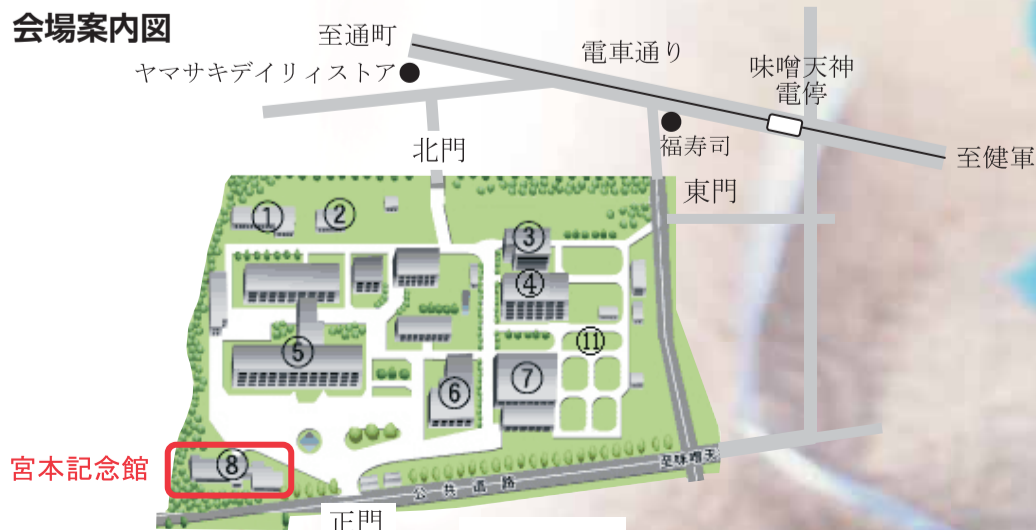 会場案内図
至通町
電車通り
ヤマサキデイリィストア
味噌天神
電停
福寿司
至健軍
北門
東門
①
②
③
④
⑤
⑥
⑦
⑪
宮本記念館
⑧
至味噌天
公共道路
正門